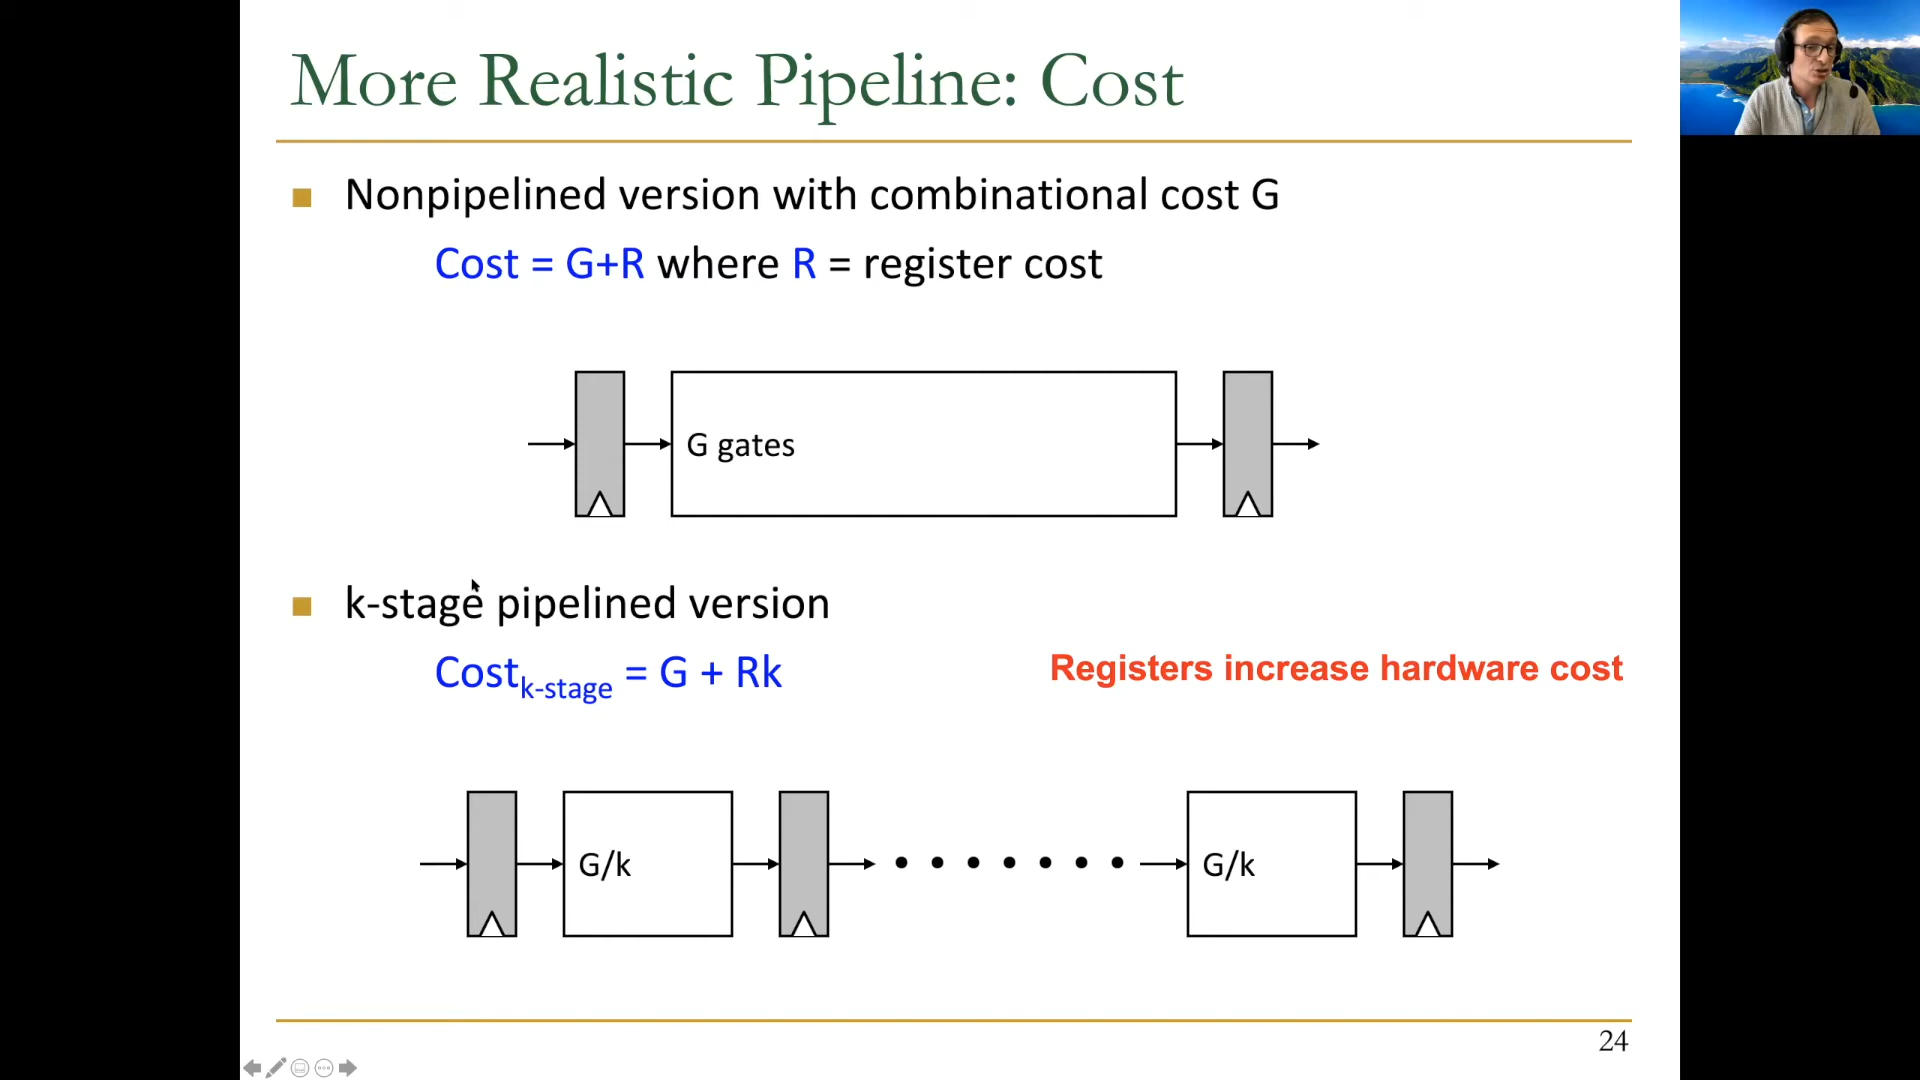 More Realistic Pipeline: Cost
Nonpipelined version with combinational cost G
Cost = G+R where R = register cost
G gates
k-stage pipelined version
Costk-stage = G + Rk
Registers increase hardware cost
G/k
G/k
24